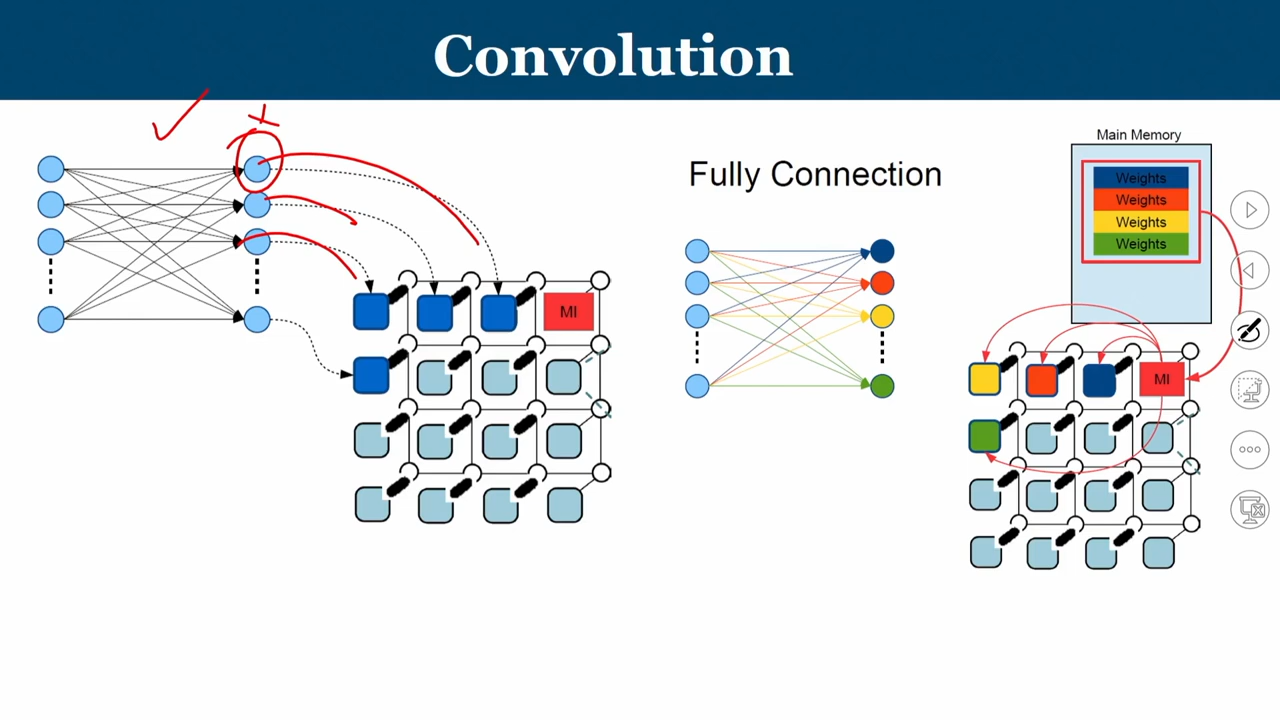 Convolution
Fully Connection
Main Memory
Weights
Weights
Weights
Weights
MI
MI